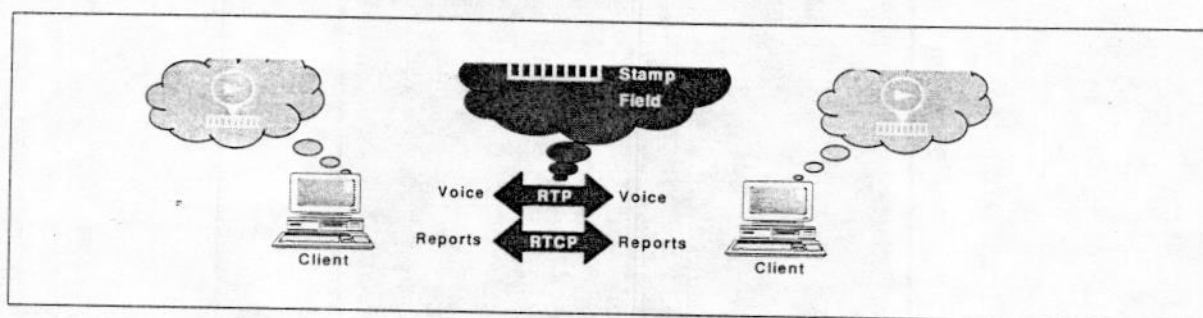 Stamp
Field
Voice RTP Voice
Reports RTCP Reports
Client
Client